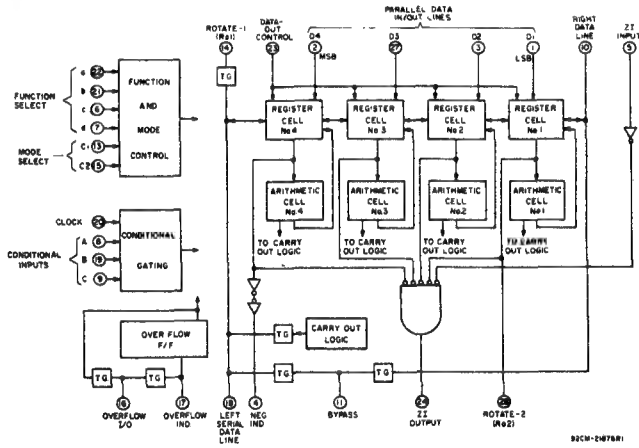 PARALLEL DATA
IN/OUT LINES
ROTATE-1
(Ro1)
14
DATA-
OUT
CONTROL
23
D4
2
MSB
D3
27
D2
3
D1
1
LSB
RIGHT DATA
LINE
10
ZI
INPUT
5
TG
FUNCTION
SELECT
a 22
b 21
c 6
d 7
MODE
SELECT
C1 13
C2 15
FUNCTION
AND
MODE
CONTROL
REGISTER
CELL
No.4
REGISTER
CELL
No.3
REGISTER
CELL
No.2
REGISTER
CELL
No.1
ARITHMETIC
CELL
No.4
ARITHMETIC
CELL
No.3
ARITHMETIC
CELL
No.2
ARITHMETIC
CELL
No.1
TO CARRY
OUT LOGIC
TO CARRY
OUT LOGIC
TO CARRY
OUT LOGIC
TO CARRY
OUT LOGIC
CLOCK 20
CONDITIONAL
INPUTS
A 8
B 19
C 9
CONDITIONAL
GATING
OVER FLOW
F/F
TG
TG
TG
CARRY OUT
LOGIC
TG
TG
16
OVERFLOW
I/O
17
OVERFLOW
IND.
18
LEFT
SERIAL DATA
LINE
4
NEG
IND
11
BYPASS
24
ZI
OUTPUT
ROTATE-2
(Ro2)
92CM-21878R1